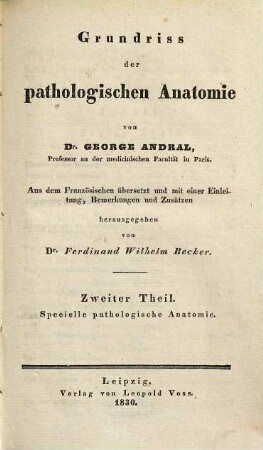 Grundriss
der
pathologischen Anatomie
von
Dr. GEORGE ANDRAL,
Professor an der medicinischen Facultät in Paris.
Aus dem Französischen übersetzt und mit einer Einlei-
tung, Bemerkungen und Zusätzen
herausgegeben
von
Dr. Ferdinand Wilhelm Becker.
Zweiter Theil.
Specielle pathologische Anatomie.
Leipzig,
Verlag von Leopold Voss.
1830.